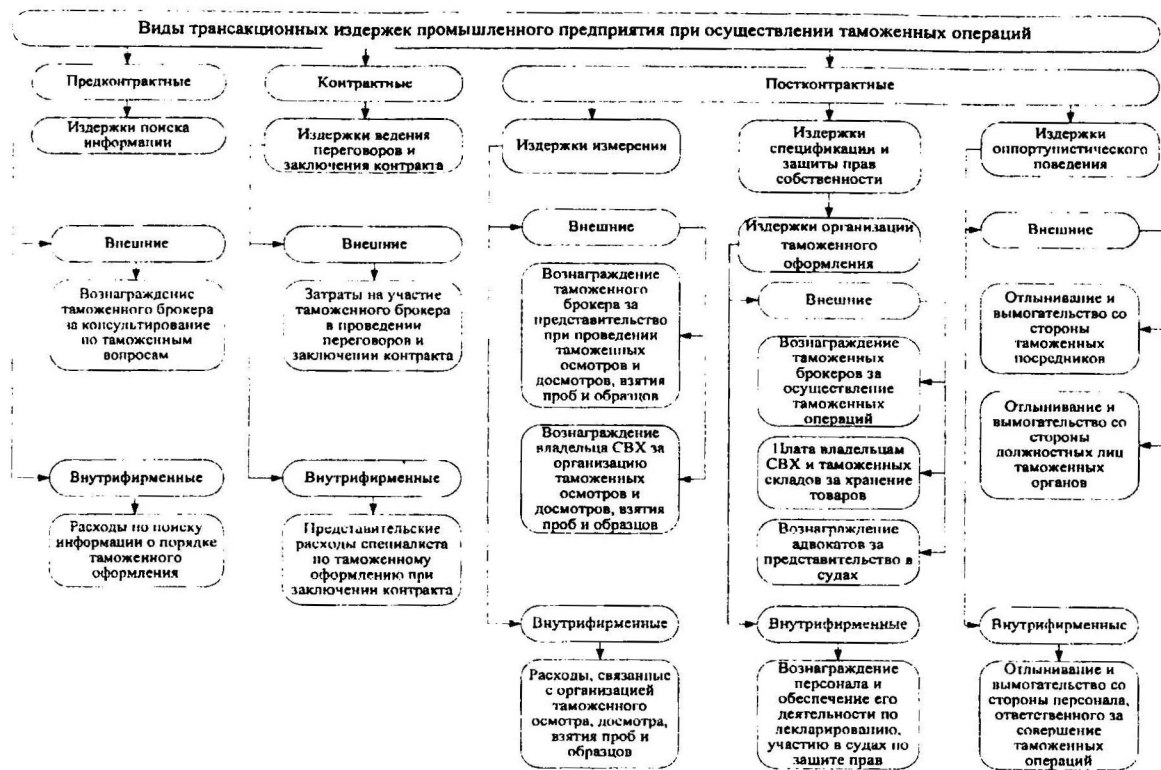 Виды трансакционных издержек промышленного предприятия при осуществлении таможенных операций
Предконтрактные
Контрактные
Постконтрактные
Издержки поиска
информации
Издержки ведения
переговоров и
заключения контракта
Издержки измерения
Издержки
спецификации и
защиты прав
собственности
Издержки
оппортунистического
поведения
Внешние
Вознаграждение
таможенного брокера
за консультирование
по таможенным
вопросам
Внутрифирменные
Расходы по поиску
информации о порядке
таможенного
оформления
Внешние
Затраты на участие
таможенного брокера
в проведении
переговоров и
заключении контракта
Внутрифирменные
Представительские
расходы специалиста
по таможенному
оформлению при
заключении контракта
Внешние
Вознаграждение
таможенного
брокера за
представительство
при проведении
таможенных
осмотров и
досмотров, взятия
проб и образцов
Вознаграждение
владельца СВХ за
организацию
таможенных
осмотров и
досмотров, взятия
проб и образцов
Внутрифирменные
Расходы, связанные
с организацией
таможенного
осмотра, досмотра,
взятия проб и
образцов
Издержки организации
таможенного
оформления
Внешние
Вознаграждение
таможенных
брокеров за
осуществление
таможенных
операций
Плата владельцам
СВХ и таможенных
складов за хранение
товаров
Вознаграждение
адвокатов за
представительство в
судах
Внутрифирменные
Вознаграждение
персонала и
обеспечение его
деятельности по
декларированию,
участию в судах по
защите прав
Внешние
Отлынивание и
вымогательство со
стороны
таможенных
посредников
Отлынивание и
вымогательство со
стороны
должностных лиц
таможенных
органов
Внутрифирменные
Отлынивание и
вымогательство со
стороны персонала,
ответственного за
совершение
таможенных
операций